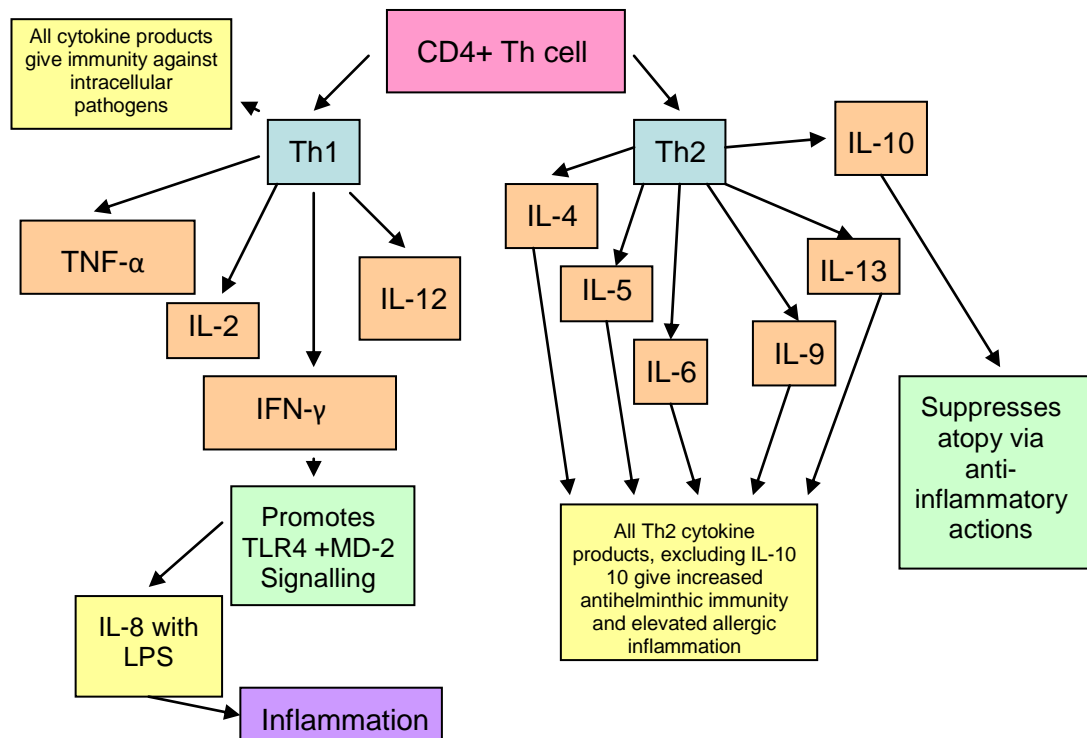 All cytokine products
give immunity against
intracellular
pathogens
CD4+ Th cell
Th1
Th2
IL-10
TNF-α
IL-2
IL-12
IFN-γ
IL-4
IL-5
IL-6
IL-9
IL-13
Promotes
TLR4 +MD-2
Signalling
IL-8 with
LPS
Inflammation
All Th2 cytokine
products, excluding IL-10
10 give increased
antihelminthic immunity
and elevated allergic
inflammation
Suppresses
atopy via
anti-
inflammatory
actions